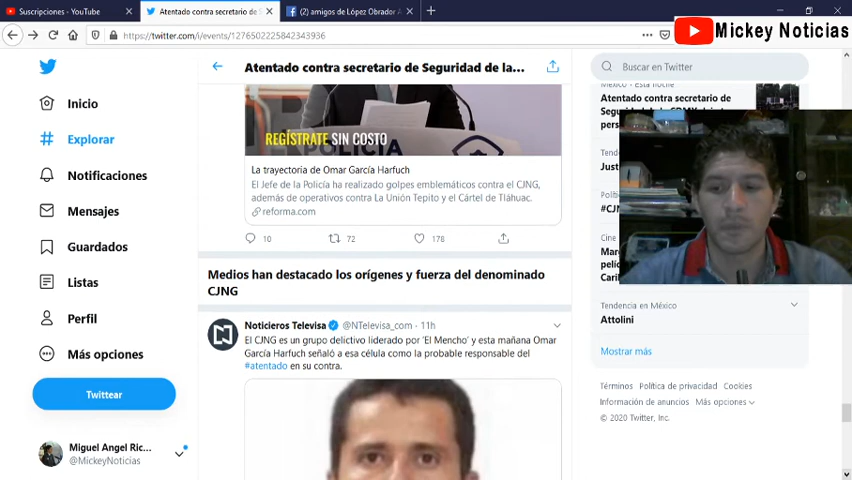 Suscripciones - YouTube
Atentado contra secretario de S
(2) amigos de López Obrador A
https://twitter.com/i/events/1276502225842343936
Mickey Noticias
Inicio
Explorar
Notificaciones
Mensajes
Guardados
Listas
Perfil
Más opciones
Twittear
Miguel Angel Ric...
@MickeyNoticias
Atentado contra secretario de Seguridad de la...
REGÍSTRATE SIN COSTO
POLICÍA
La trayectoria de Omar García Harfuch
El Jefe de la Policía ha realizado golpes emblemáticos contra el CJNG,
además de operativos contra La Unión Tepito y el Cártel de Tláhuac.
reforma.com
10
72
178
Medios han destacado los orígenes y fuerza del denominado
CJNG
Noticieros Televisa @NTelevisa_com · 11h
El CJNG es un grupo delictivo liderado por 'El Mencho' y esta mañana Omar
García Harfuch señaló a esa célula como la probable responsable del
#atentado en su contra.
Buscar en Twitter
México · Esta noche
Atentado contra secretario de
Tendencia en México
Attolini
Mostrar más
Términos Política de privacidad Cookies
Información de anuncios Más opciones
© 2020 Twitter, Inc.